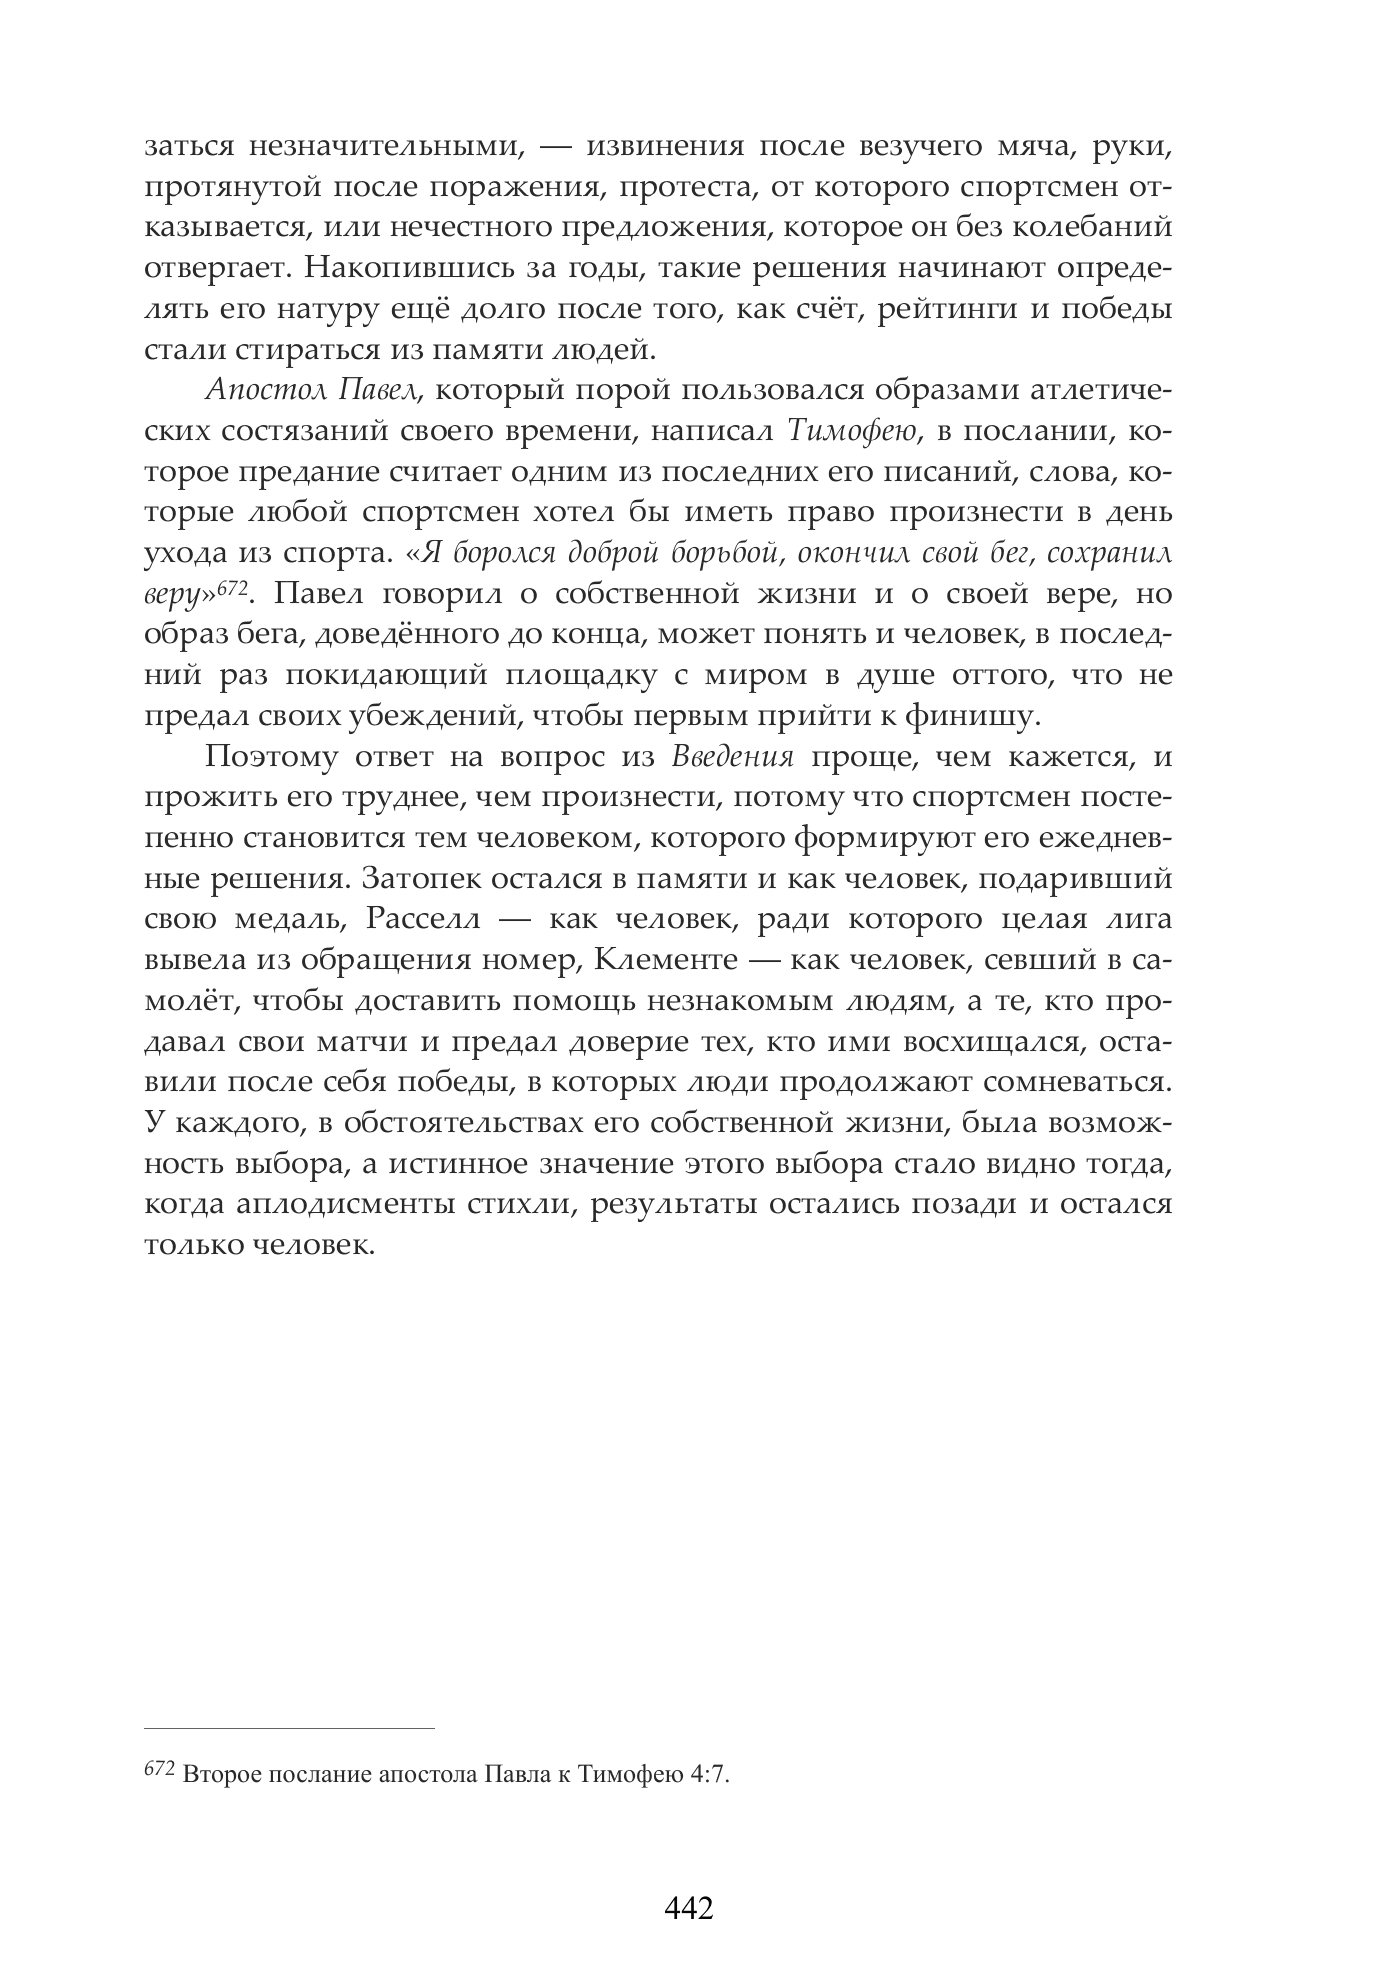 заться незначительными, — извинения после везучего мяча, руки,
протянутой после поражения, протеста, от которого спортсмен от-
казывается, или нечестного предложения, которое он без колебаний
отвергает. Накопившись за годы, такие решения начинают опреде-
лять его натуру ещё долго после того, как счёт, рейтинги и победы
стали стираться из памяти людей.
Апостол Павел, который порой пользовался образами атлетиче-
ских состязаний своего времени, написал Тимофею, в послании, ко-
торое предание считает одним из последних его писаний, слова, ко-
торые любой спортсмен хотел бы иметь право произнести в день
ухода из спорта. «Я боролся доброй борьбой, окончил свой бег, сохранил
веру»672. Павел говорил о собственной жизни и о своей вере, но
образ бега, доведённого до конца, может понять и человек, в послед-
ний раз покидающий площадку с миром в душе оттого, что не
предал своих убеждений, чтобы первым прийти к финишу.
Поэтому ответ на вопрос из Введения проще, чем кажется, и
прожить его труднее, чем произнести, потому что спортсмен посте-
пенно становится тем человеком, которого формируют его ежеднев-
ные решения. Затопек остался в памяти и как человек, подаривший
свою медаль, Расселл — как человек, ради которого целая лига
вывела из обращения номер, Клементе — как человек, севший в са-
молёт, чтобы доставить помощь незнакомым людям, а те, кто про-
давал свои матчи и предал доверие тех, кто ими восхищался, оста-
вили после себя победы, в которых люди продолжают сомневаться.
У каждого, в обстоятельствах его собственной жизни, была возмож-
ность выбора, а истинное значение этого выбора стало видно тогда,
когда аплодисменты стихли, результаты остались позади и остался
только человек.
672 Второе послание апостола Павла к Тимофею 4:7.
442